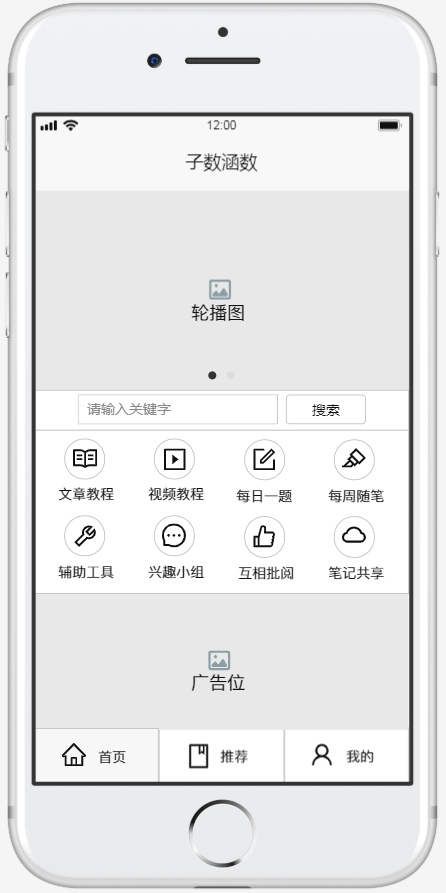 12:00
子数涵数
轮播图
请输入关键字 搜索
文章教程 视频教程 每日一题 每周随笔
辅助工具 兴趣小组 互相批阅 笔记共享
广告位
首页 推荐 我的